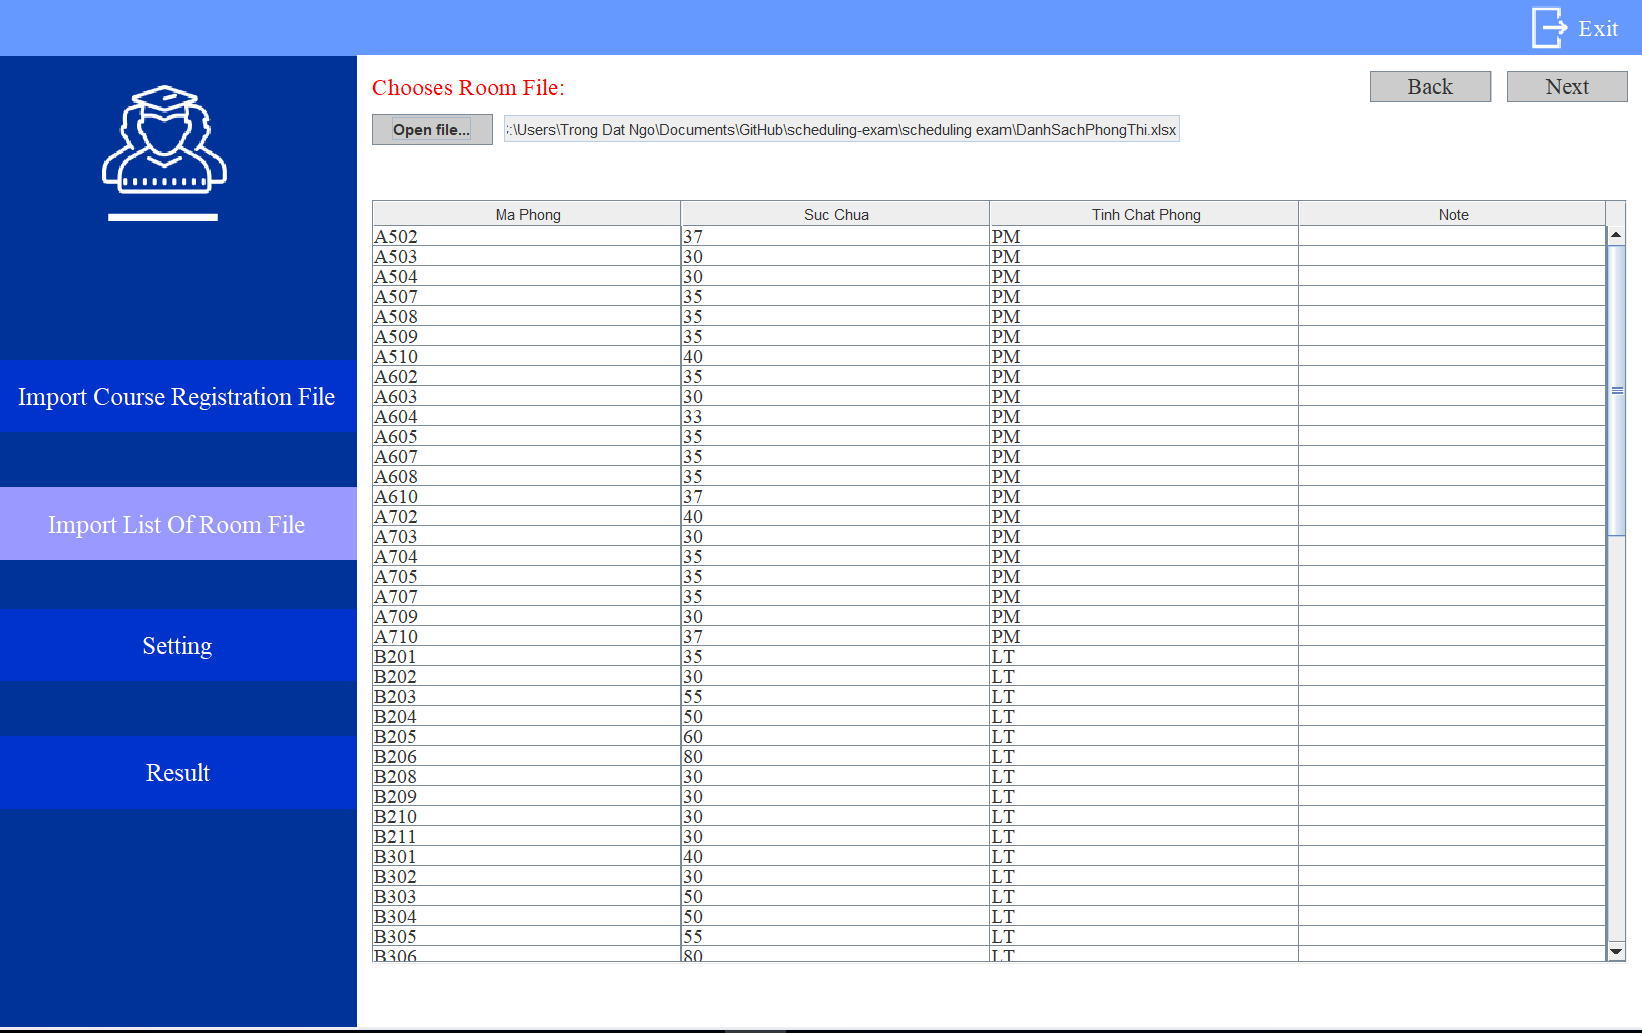 Exit
Chooses Room File:
Back
Next
Open file...
:\Users\Trong Dat Ngo\Documents\GitHub\scheduling-exam\scheduling exam\DanhSachPhongThi.xlsx
Import Course Registration File
Import List Of Room File
Setting
Result
Ma Phong Suc Chua Tinh Chat Phong Note
A502 37 PM
A503 30 PM
A504 30 PM
A507 35 PM
A508 35 PM
A509 35 PM
A510 40 PM
A602 35 PM
A603 30 PM
A604 33 PM
A605 35 PM
A607 35 PM
A608 35 PM
A610 37 PM
A702 40 PM
A703 30 PM
A704 35 PM
A705 35 PM
A707 35 PM
A709 30 PM
A710 37 PM
B201 35 LT
B202 30 LT
B203 55 LT
B204 50 LT
B205 60 LT
B206 80 LT
B208 30 LT
B209 30 LT
B210 30 LT
B211 30 LT
B301 40 LT
B302 30 LT
B303 50 LT
B304 50 LT
B305 55 LT
B306 80 LT